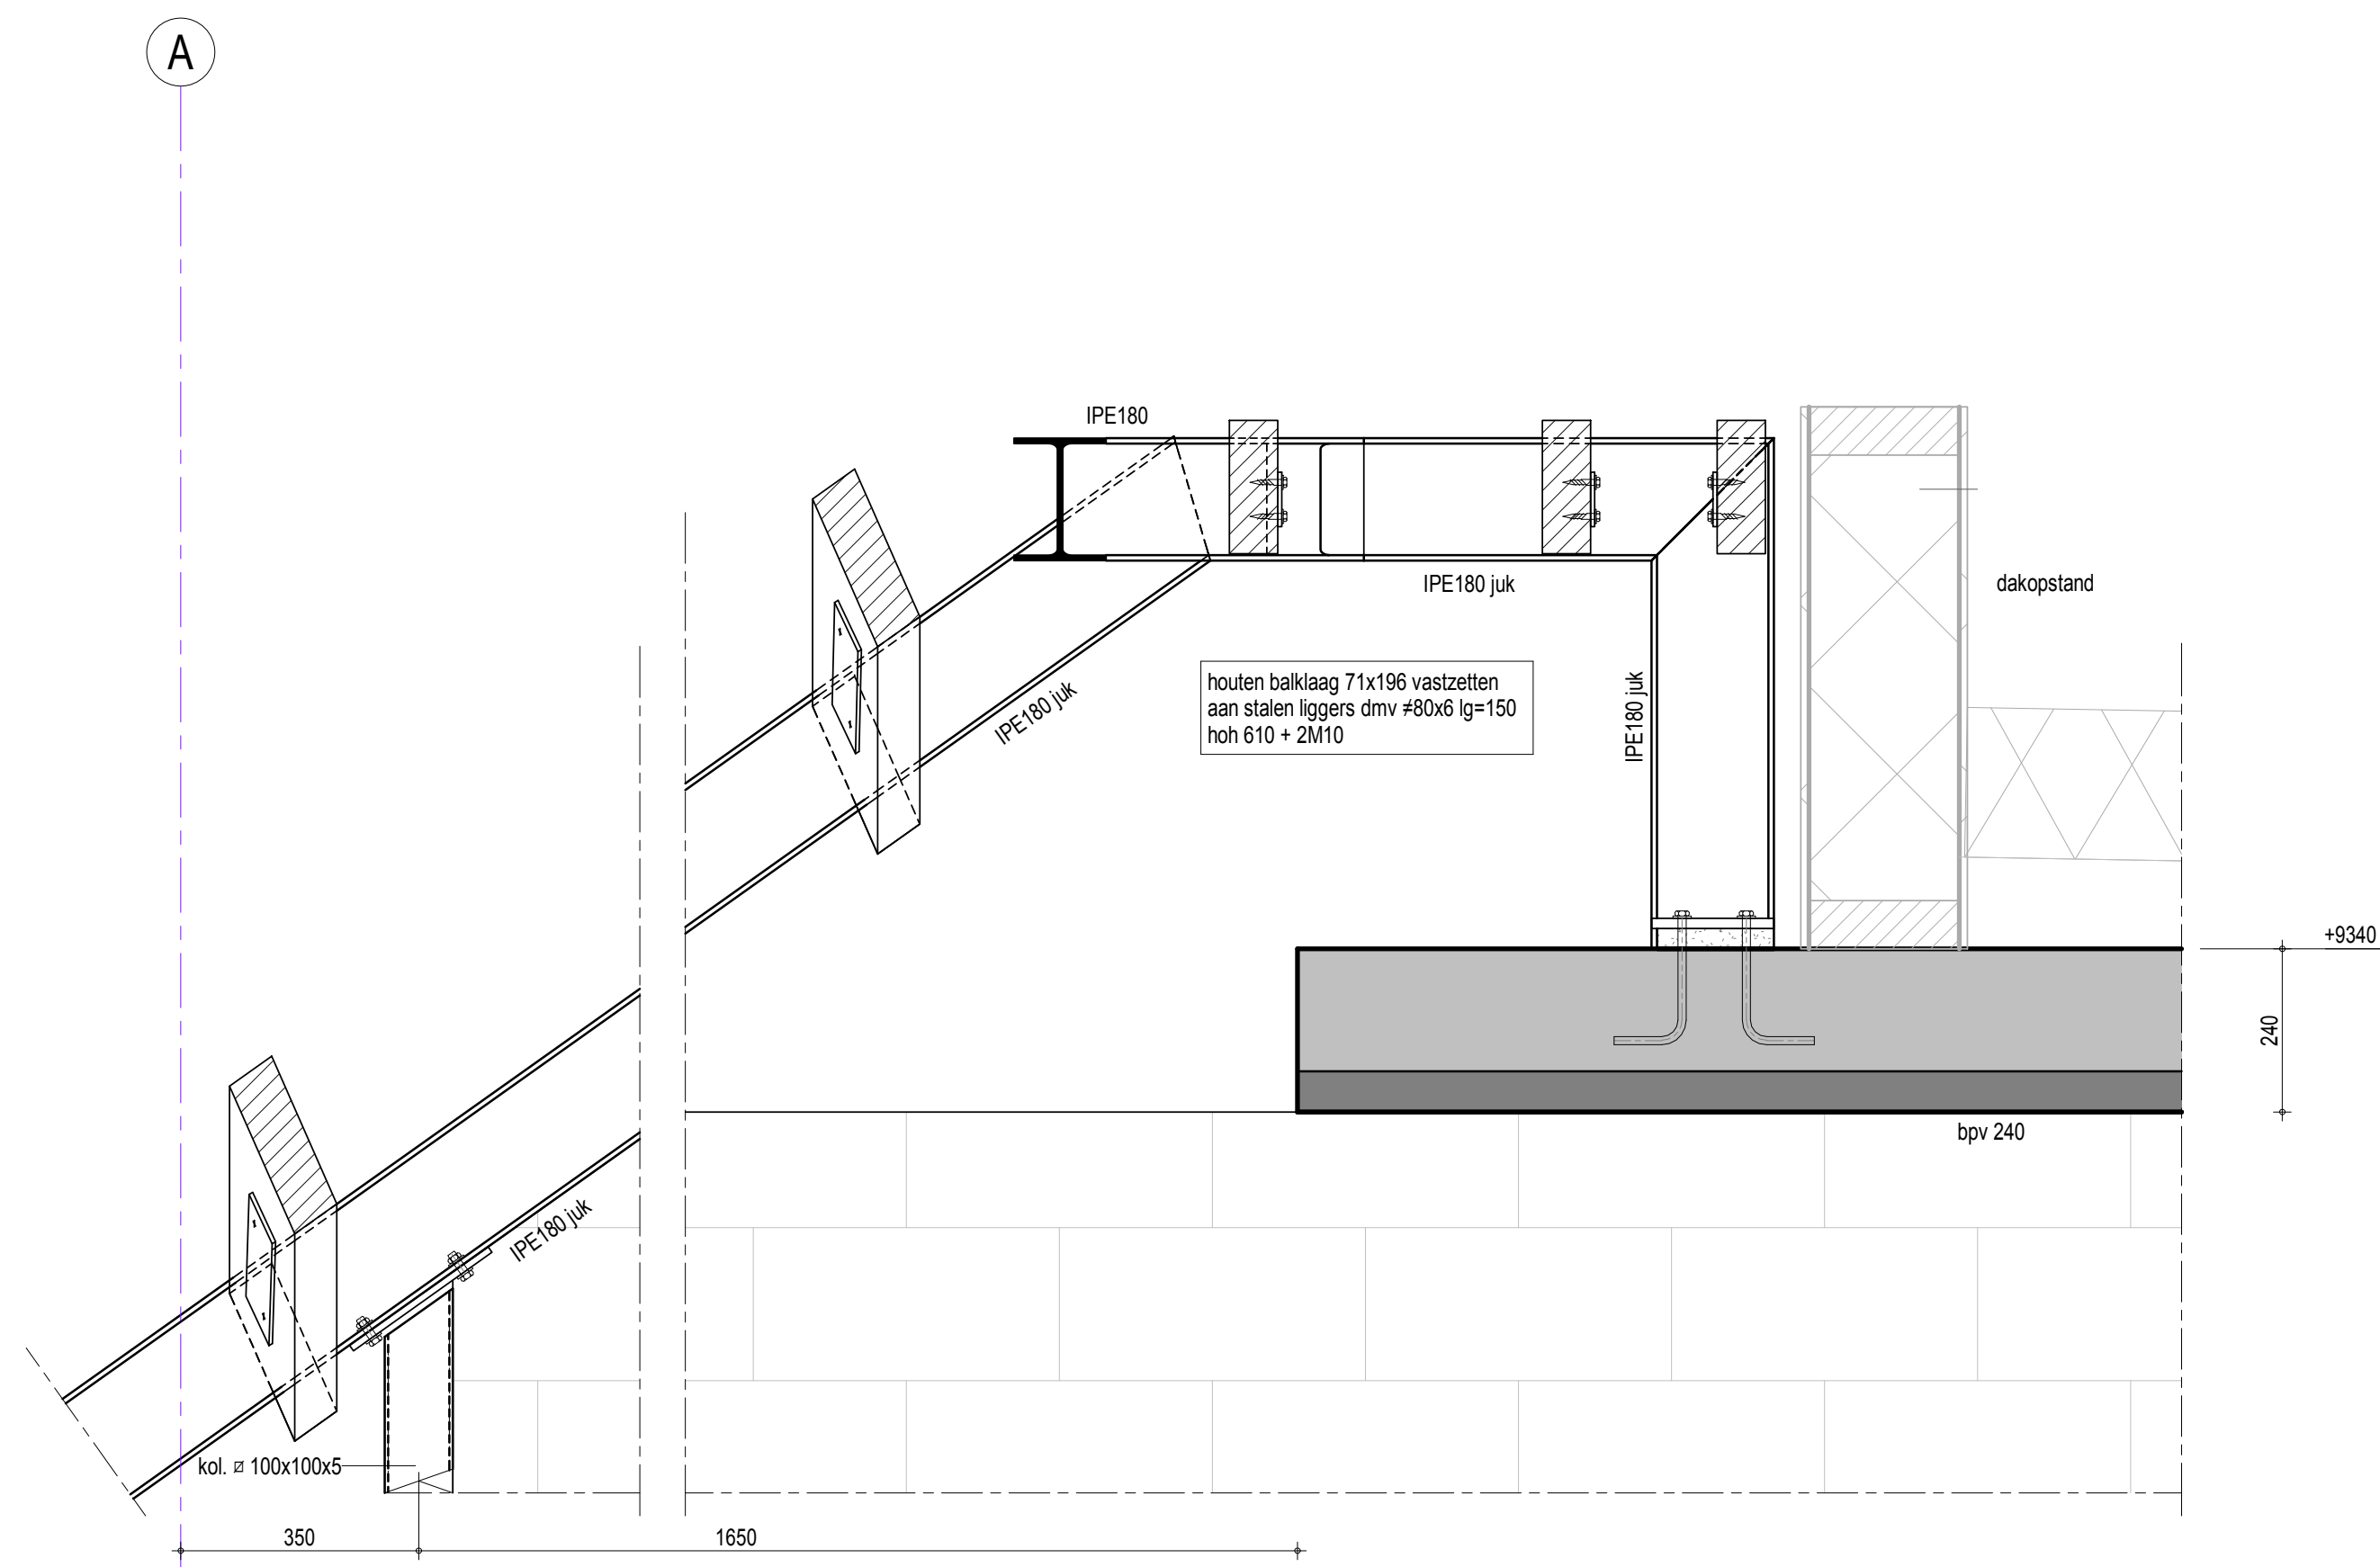 A
IPE180
IPE180 juk
dakopstand
IPE180 juk
IPE180 juk
houten balklaag 71x196 vastzetten
aan stalen liggers dmv ≠80x6 lg=150
hoh 610 + 2M10
+9340
240
bpv 240
IPE180 juk
kol. ⌑ 100x100x5
350
1650